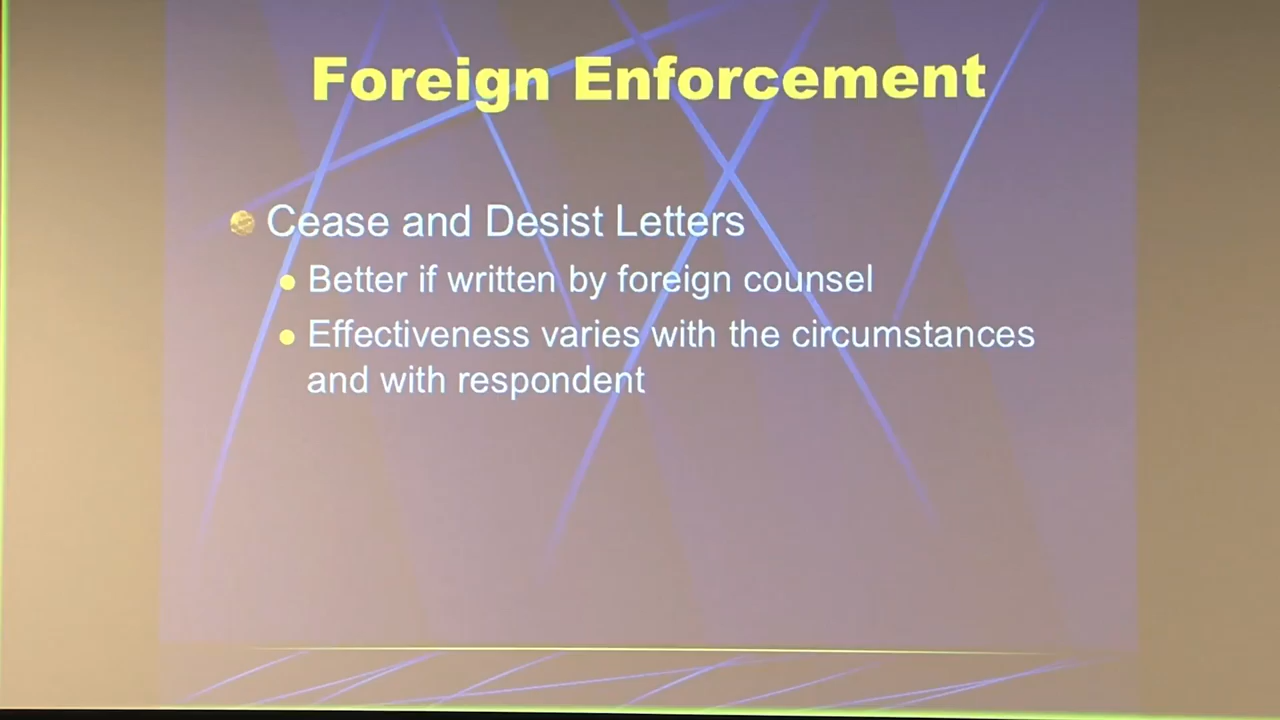 Foreign Enforcement
Cease and Desist Letters
Better if written by foreign counsel
Effectiveness varies with the circumstances
and with respondent